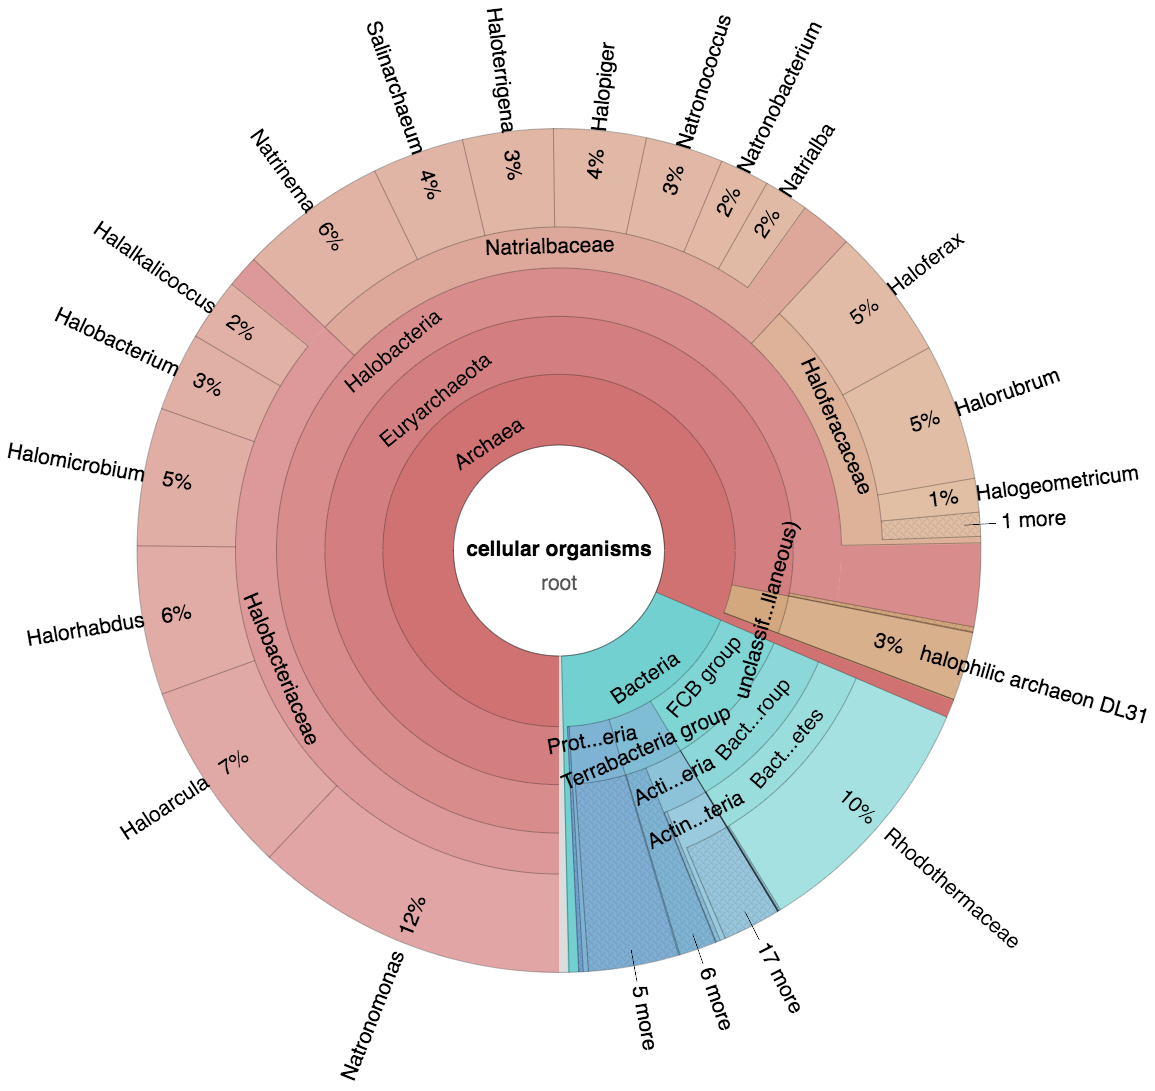 Haloterrigena
3%
Halopiger
4%
Natronococcus
3%
Natronobacterium
2%
Natrialba
2%
Salinarchaeum
4%
Natrinema
6%
Natrialbaceae
Halalkalicoccus
2%
Halobacterium
3%
Halomicrobium
5%
Halorhabdus
6%
Haloarcula
7%
Natronomonas
12%
Halobacteriaceae
Halobacteria
Euryarchaeota
Archaea
cellular organisms
root
Haloferacaceae
Haloferax
5%
Halorubrum
5%
Halogeometricum
1%
1 more
unclassif...llaneous)
3%
halophilic archaeon DL31
Bacteria
FCB group
Bact...roup
Bact...etes
10%
Rhodothermaceae
Prot...eria
Terrabacteria group
Acti...eria
Actin...teria
5 more
6 more
17 more